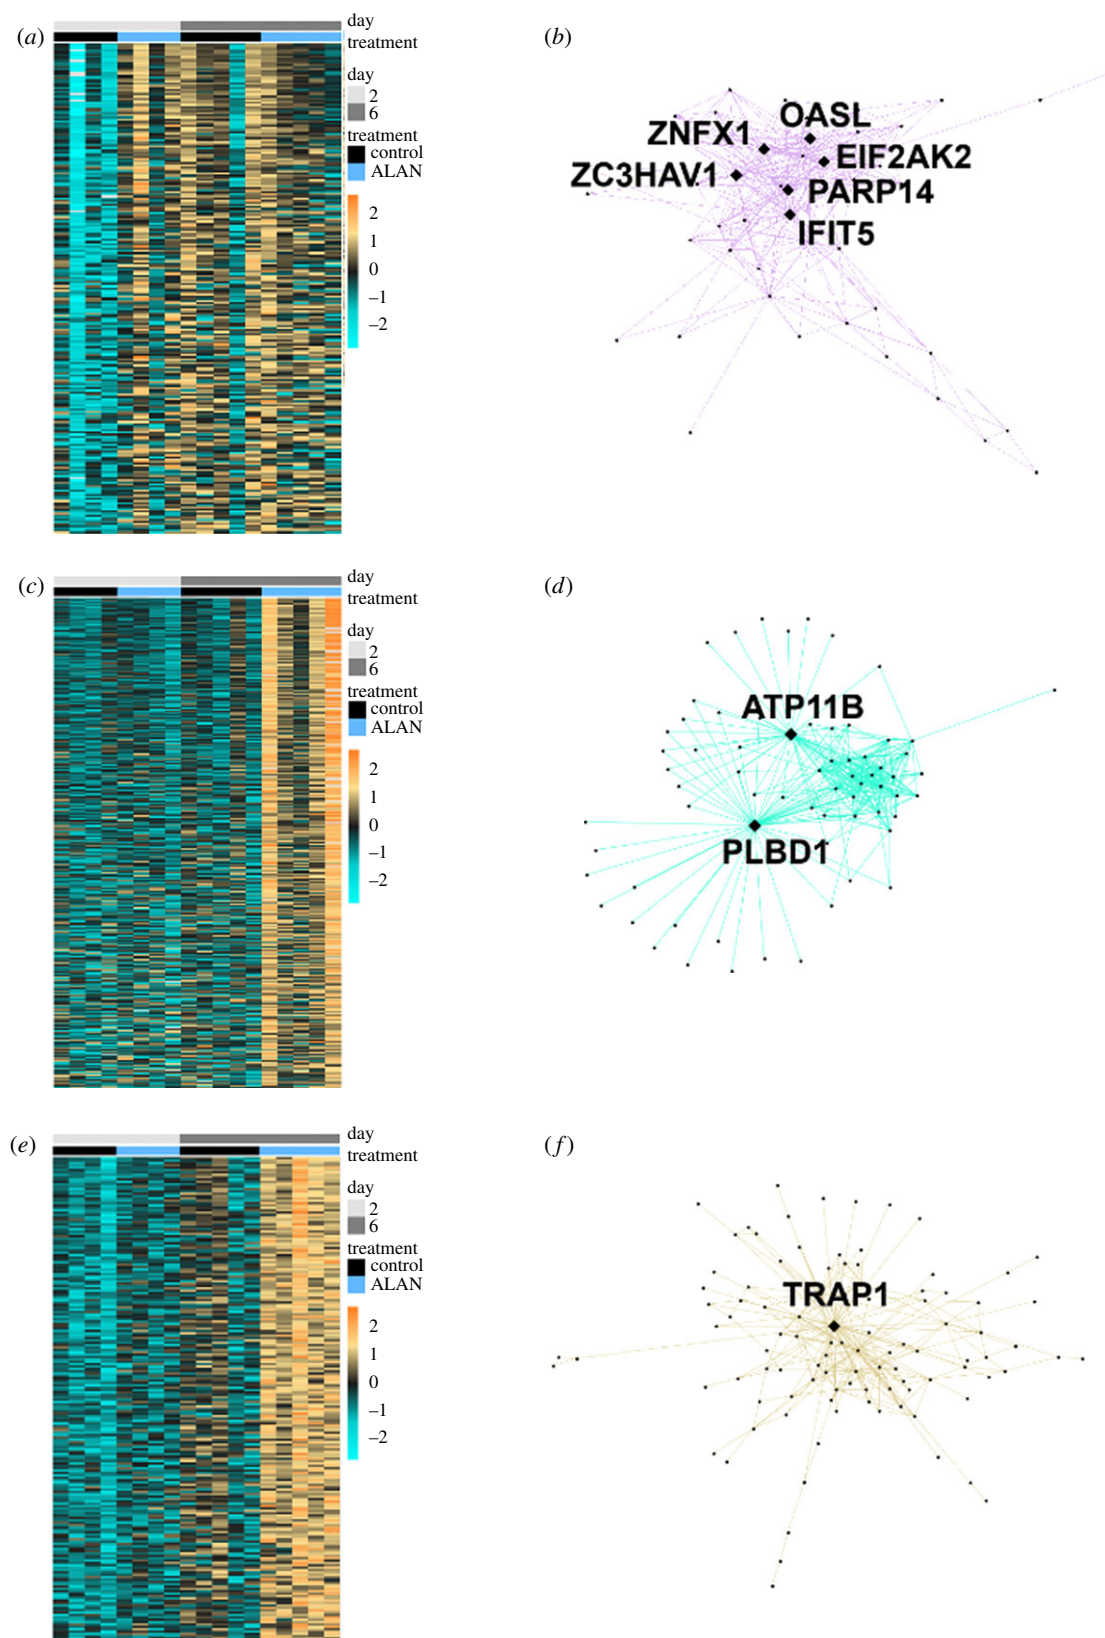 (a)
day
treatment
day
2
6
treatment
control
ALAN
2
1
0
–1
–2
(b)
OASL
ZNFX1
EIF2AK2
ZC3HAV1
PARP14
IFIT5
(c)
day
treatment
day
2
6
treatment
control
ALAN
2
1
0
–1
–2
(d)
ATP11B
PLBD1
(e)
day
treatment
day
2
6
treatment
control
ALAN
2
1
0
–1
–2
(f)
TRAP1